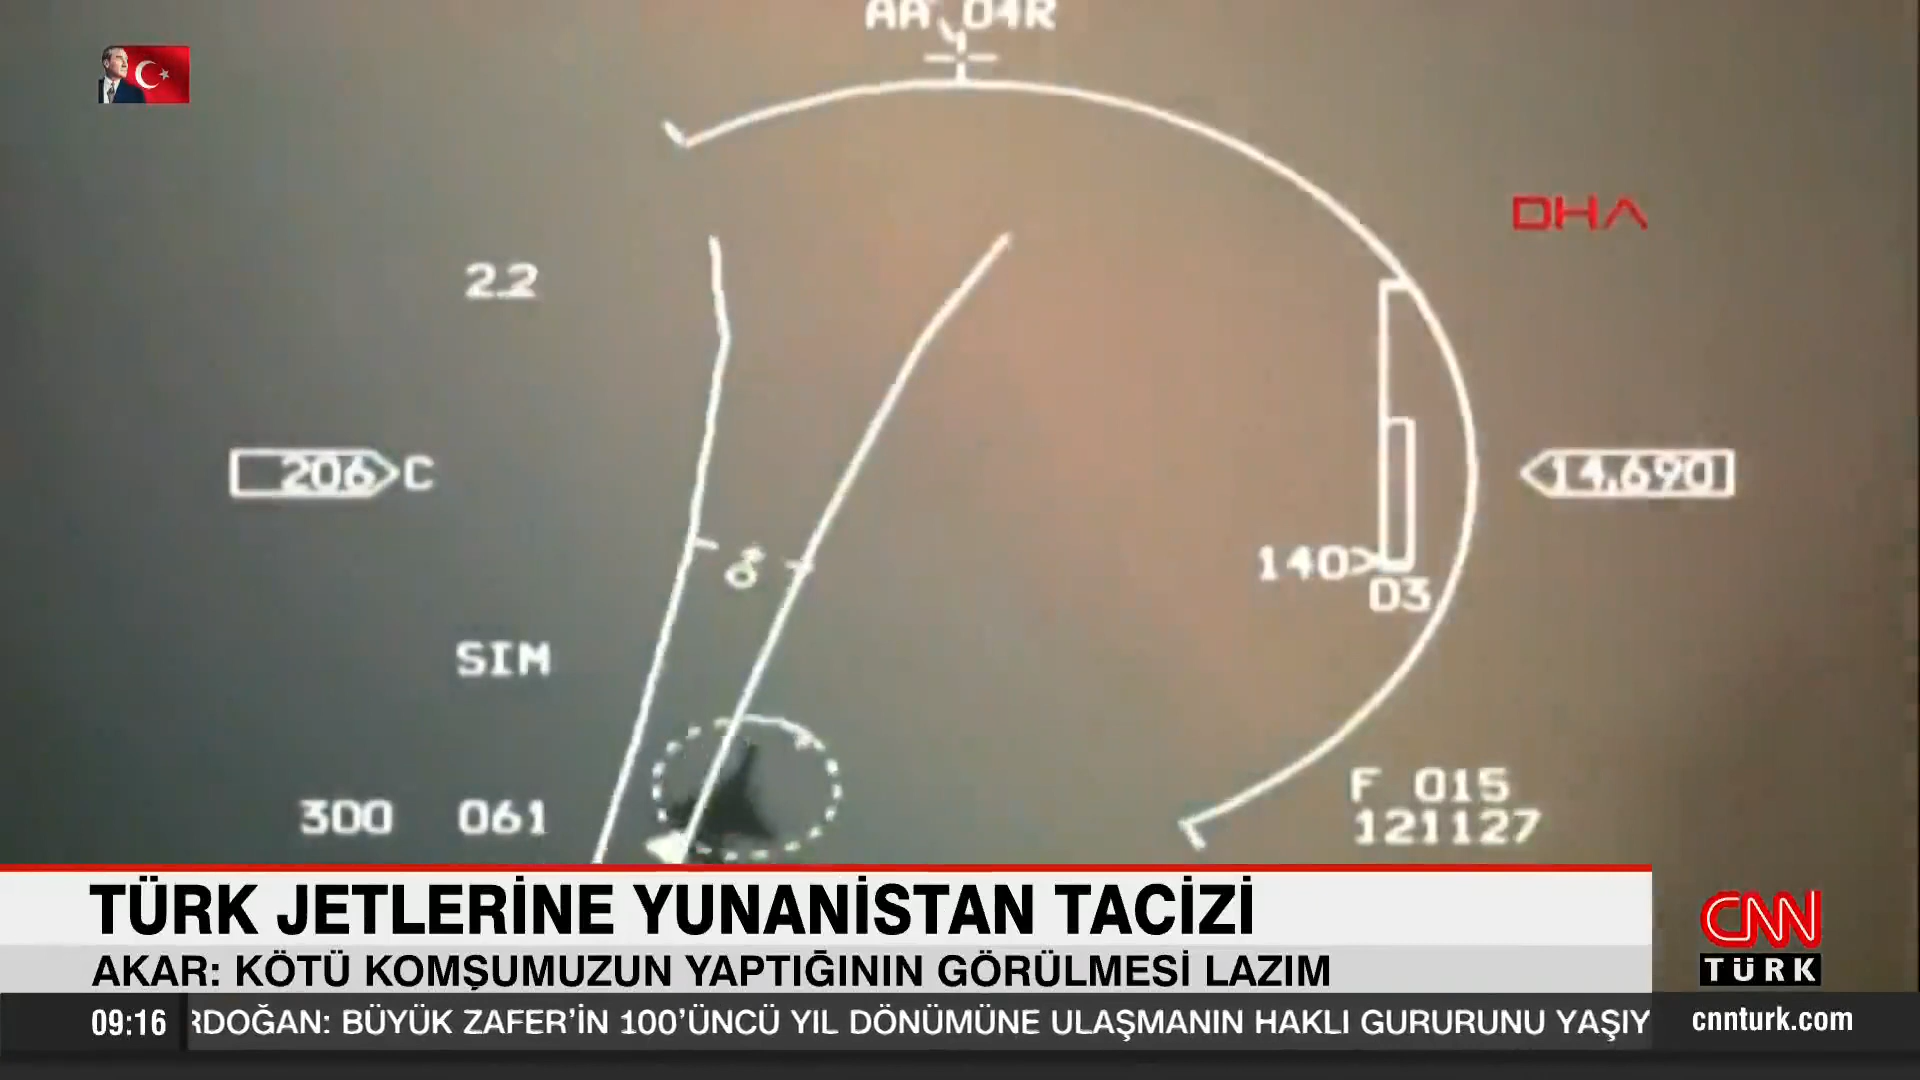 AA 04R
DHA
2.2
206 C
14,690
140>
03
SIM
F 015
300 061
121127
TÜRK JETLERİNE YUNANİSTAN TACİZİ
AKAR: KÖTÜ KOMŞUMUZUN YAPTIĞININ GÖRÜLMESİ LAZIM
CNN
TÜRK
09:16 RDOĞAN: BÜYÜK ZAFER'İN 100'ÜNCÜ YIL DÖNÜMÜNE ULAŞMANIN HAKLI GURURUNU YAŞIY
cnnturk.com